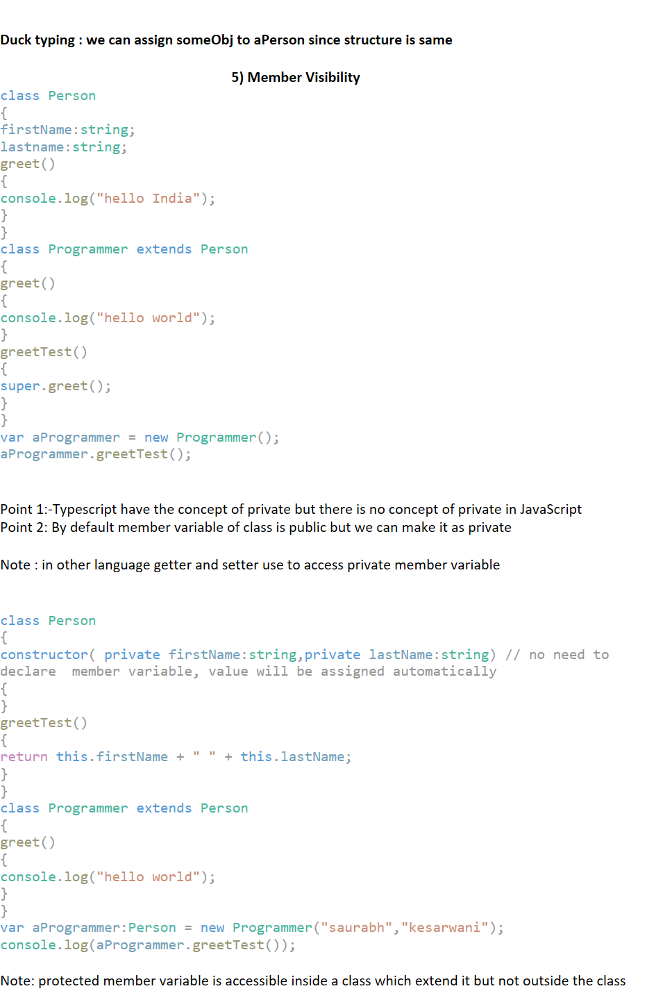 Duck typing : we can assign someObj to aPerson since structure is same
5) Member Visibility
class Person
{
firstName:string;
lastname:string;
greet()
{
console.log("hello India");
}
}
class Programmer extends Person
{
greet()
{
console.log("hello world");
}
greetTest()
{
super.greet();
}
}
var aProgrammer = new Programmer();
aProgrammer.greetTest();
Point 1:-Typescript have the concept of private but there is no concept of private in JavaScript
Point 2: By default member variable of class is public but we can make it as private
Note : in other language getter and setter use to access private member variable
class Person
{
constructor( private firstName:string,private lastName:string) // no need to
declare  member variable, value will be assigned automatically
{
}
greetTest()
{
return this.firstName + " " + this.lastName;
}
}
class Programmer extends Person
{
greet()
{
console.log("hello world");
}
}
var aProgrammer:Person = new Programmer("saurabh","kesarwani");
console.log(aProgrammer.greetTest());
Note: protected member variable is accessible inside a class which extend it but not outside the class